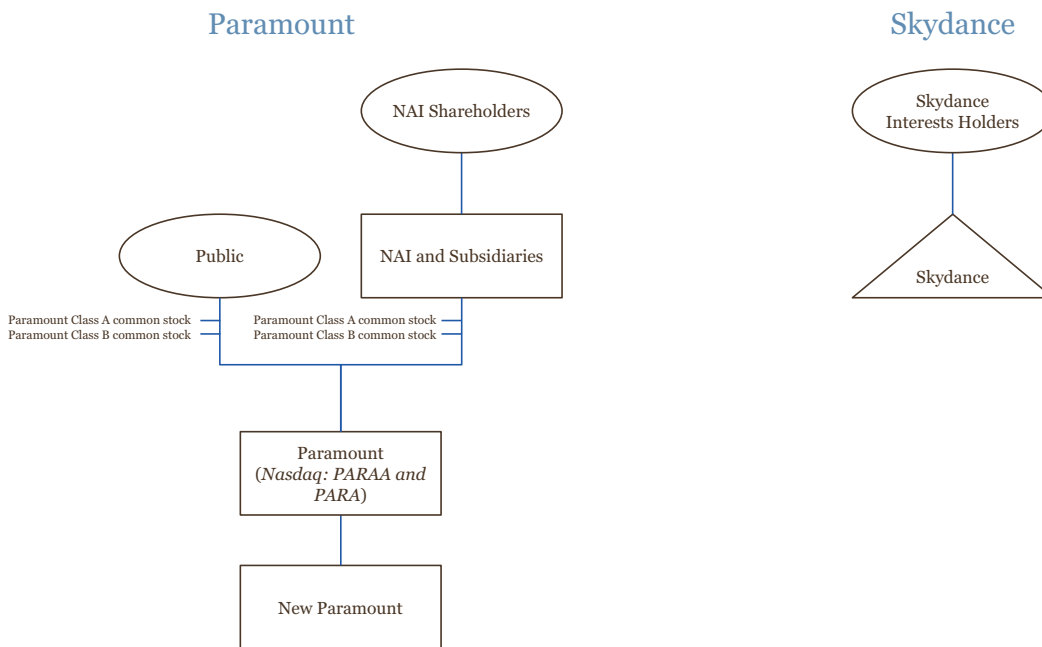 Paramount
Skydance
NAI Shareholders
Skydance
Interests Holders
Public
NAI and Subsidiaries
Skydance
Paramount Class A common stock
Paramount Class B common stock
Paramount Class A common stock
Paramount Class B common stock
Paramount
(Nasdaq: PARAA and
PARA)
New Paramount